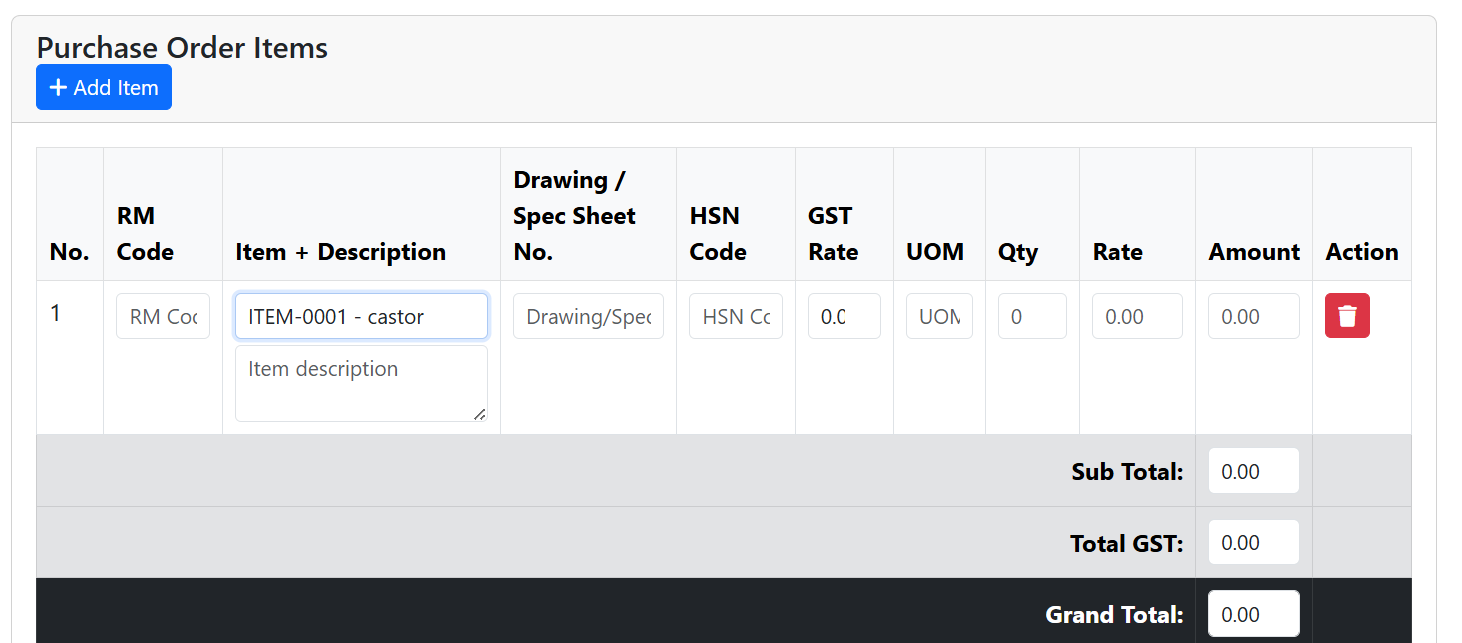 Purchase Order Items
+ Add Item
Drawing /
RM
Spec Sheet
HSN
GST
No.
Code
Item + Description
No.
Code
Rate
UOM
Qty
Rate
Amount
Action
1
RM Coc
ITEM-0001 - castor
Drawing/Spec
HSN Cc
0.0
UOM
0
0.00
0.00
Item description
Sub Total:
0.00
Total GST:
0.00
Grand Total:
0.00